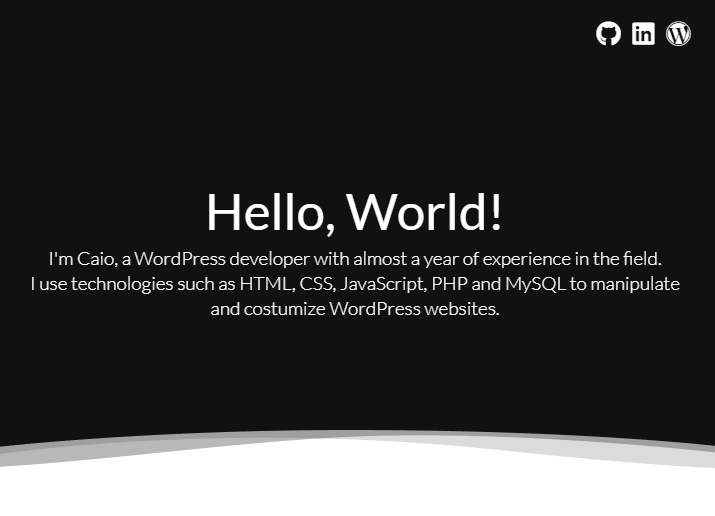 Hello, World!
I'm Caio, a WordPress developer with almost a year of experience in the field.
I use technologies such as HTML, CSS, JavaScript, PHP and MySQL to manipulate
and costumize WordPress websites.